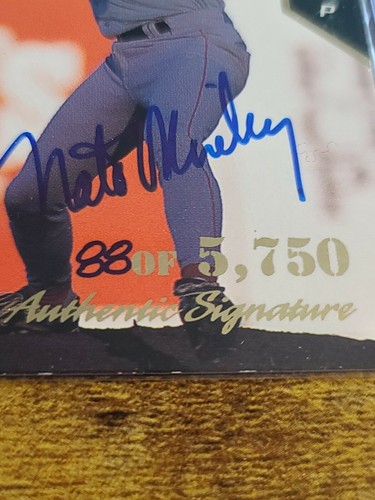 P
Nate Minchey
88 OF 5,750
Authentic Signature